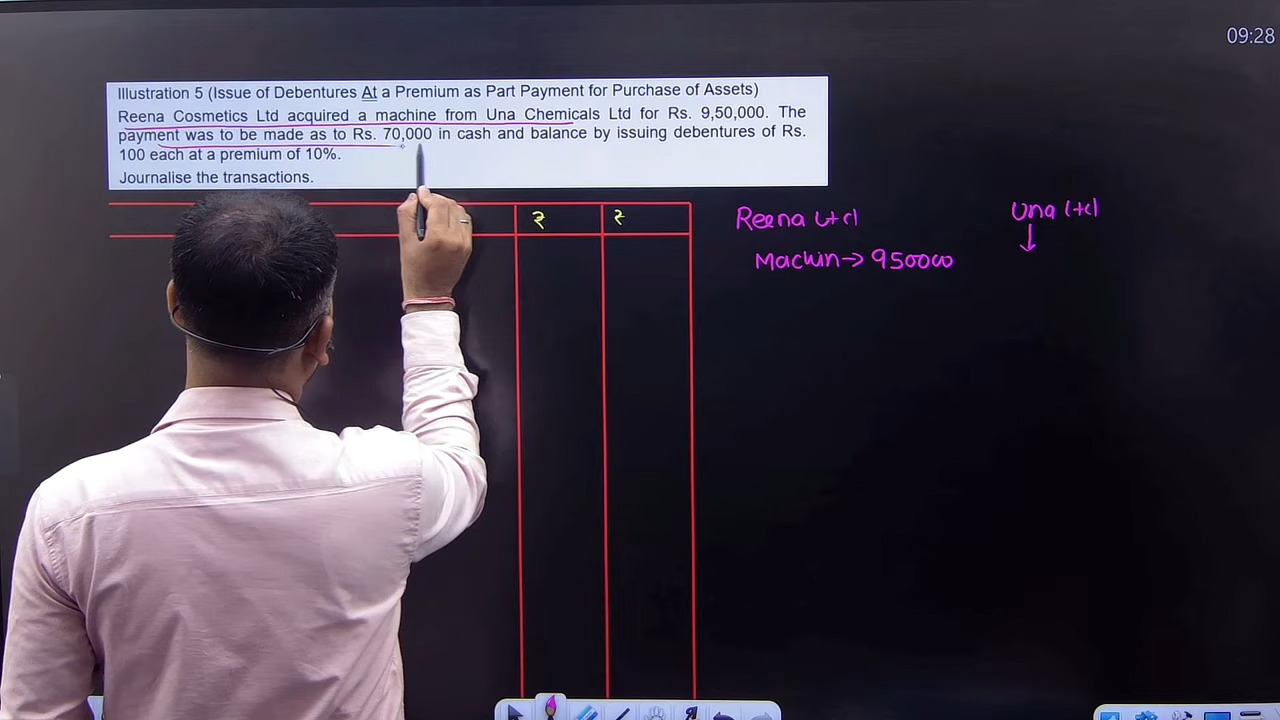 09:28
Illustration 5 (Issue of Debentures At a Premium as Part Payment for Purchase of Assets)
Reena Cosmetics Ltd acquired a machine from Una Chemicals Ltd for Rs. 9,50,000. The
payment was to be made as to Rs. 70,000 in cash and balance by issuing debentures of Rs.
100 each at a premium of 10%.
Journalise the transactions.
₹ ₹
Reena Ltd
Una Ltd
Machin → 950000